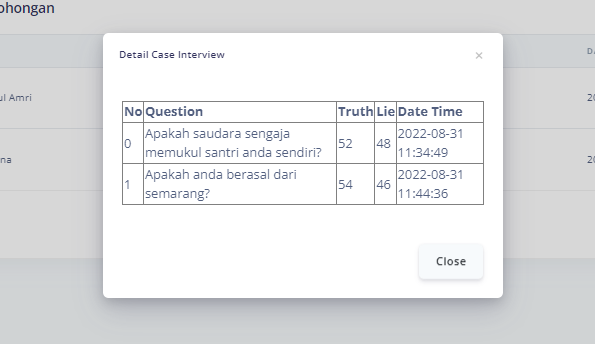 ohongan
Detail Case Interview ×
No Question Truth Lie Date Time
0 Apakah saudara sengaja memukul santri anda sendiri? 52 48 2022-08-31 11:34:49
1 Apakah anda berasal dari semarang? 54 46 2022-08-31 11:44:36
Close
ul Amri
na
20
20